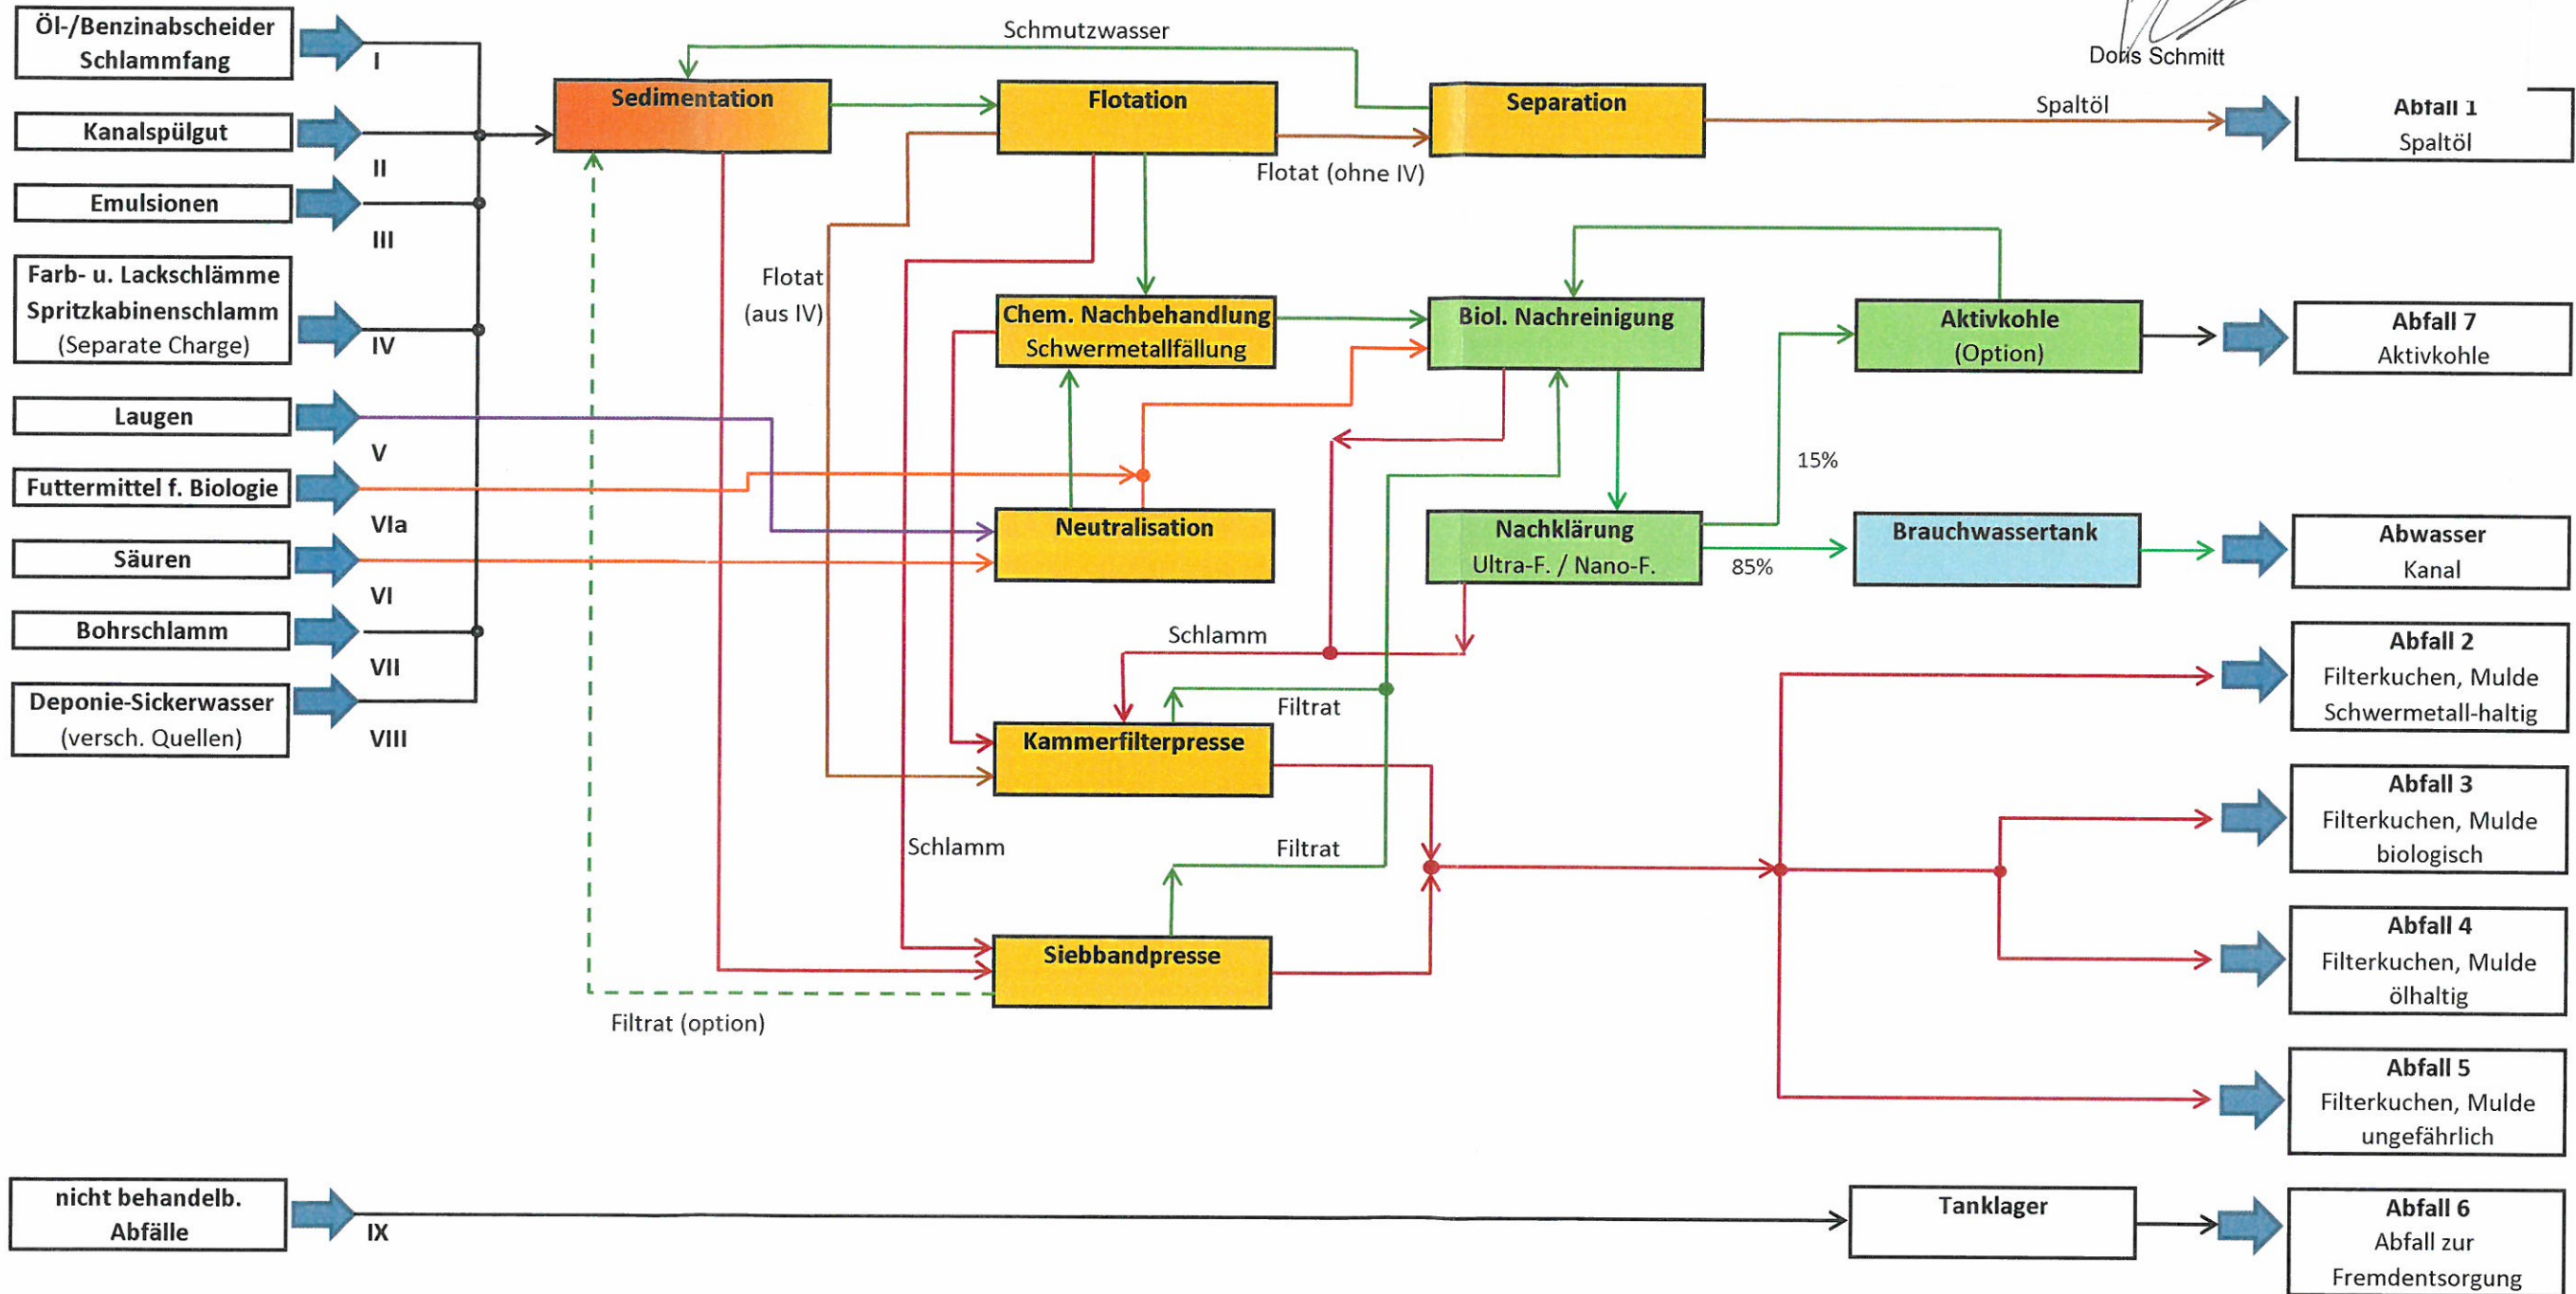 Doris Schmitt
Öl-/Benzinabscheider
Schlammfang
I
Kanalspülgut
II
Emulsionen
III
Farb- u. Lackschlämme
Spritzkabinenschlamm
(Separate Charge)
IV
Laugen
V
Futtermittel f. Biologie
VIa
Säuren
VI
Bohrschlamm
VII
Deponie-Sickerwasser
(versch. Quellen)
VIII
nicht behandelb.
Abfälle
IX
Schmutzwasser
Sedimentation
Flotation
Separation
Spaltöl
Flotat (ohne IV)
Flotat
(aus IV)
Chem. Nachbehandlung
Schwermetallfällung
Biol. Nachreinigung
Aktivkohle
(Option)
15%
Neutralisation
Nachklärung
Ultra-F. / Nano-F.
85%
Brauchwassertank
Schlamm
Filtrat
Kammerfilterpresse
Schlamm
Filtrat
Siebbandpresse
Filtrat (option)
Tanklager
Abfall 1
Spaltöl
Abfall 7
Aktivkohle
Abwasser
Kanal
Abfall 2
Filterkuchen, Mulde
Schwermetall-haltig
Abfall 3
Filterkuchen, Mulde
biologisch
Abfall 4
Filterkuchen, Mulde
ölhaltig
Abfall 5
Filterkuchen, Mulde
ungefährlich
Abfall 6
Abfall zur
Fremdentsorgung